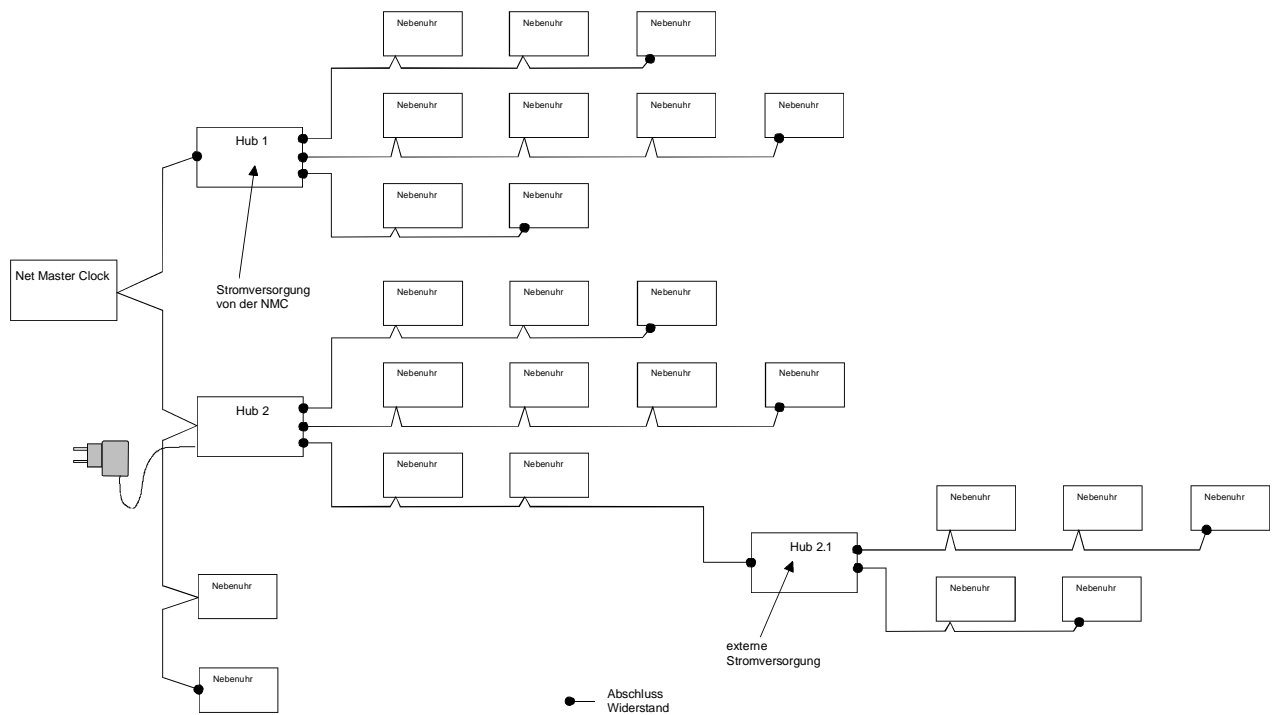 Nebenuhr Nebenuhr Nebenuhr
Nebenuhr Nebenuhr Nebenuhr Nebenuhr
Hub 1
Nebenuhr Nebenuhr
Net Master Clock
Stromversorgung
von der NMC
Nebenuhr Nebenuhr Nebenuhr
Nebenuhr Nebenuhr Nebenuhr Nebenuhr
Hub 2
Nebenuhr Nebenuhr
Nebenuhr Nebenuhr Nebenuhr
Hub 2.1
Nebenuhr Nebenuhr
Nebenuhr
externe
Stromversorgung
Nebenuhr
Abschluss
Widerstand